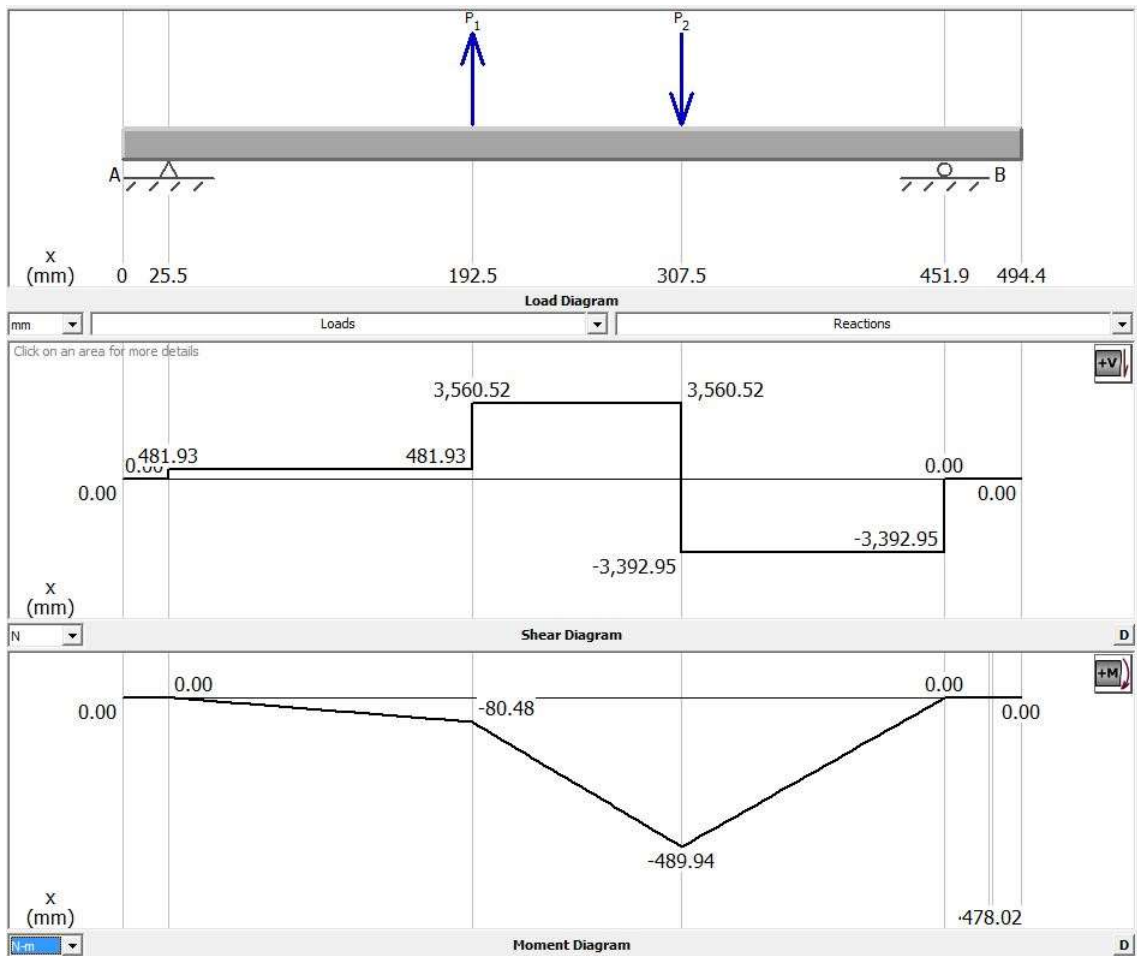 P1 P2
A B
x
(mm) 0 25.5 192.5 307.5 451.9 494.4
Load Diagram
mm Loads Reactions
Click on an area for more details
+V
3,560.52 3,560.52
0.00 481.93 481.93 0.00
0.00 0.00
-3,392.95
-3,392.95
x
(mm)
N Shear Diagram D
+M
0.00 0.00
0.00 -80.48 0.00
-489.94
x
(mm) 478.02
N-m Moment Diagram D